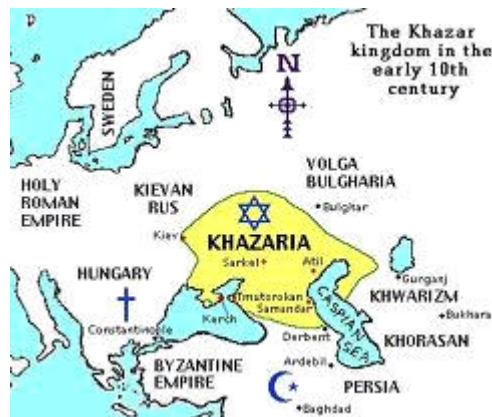 The Khazar
kingdom in the
early 10th
century
N
SWEDEN
HOLY
ROMAN
EMPIRE
KIEVAN
RUS
VOLGA
BULGHARIA
Bulghar
Kiev
KHAZARIA
Sarkel
Atil
HUNGARY
Tmutorokan
Samandar
Kerch
CASPIAN
SEA
Gurganj
KHWARIZM
Bukhara
Constantinople
Derbent
KHORASAN
BYZANTINE
EMPIRE
Ardebil
PERSIA
Baghdad